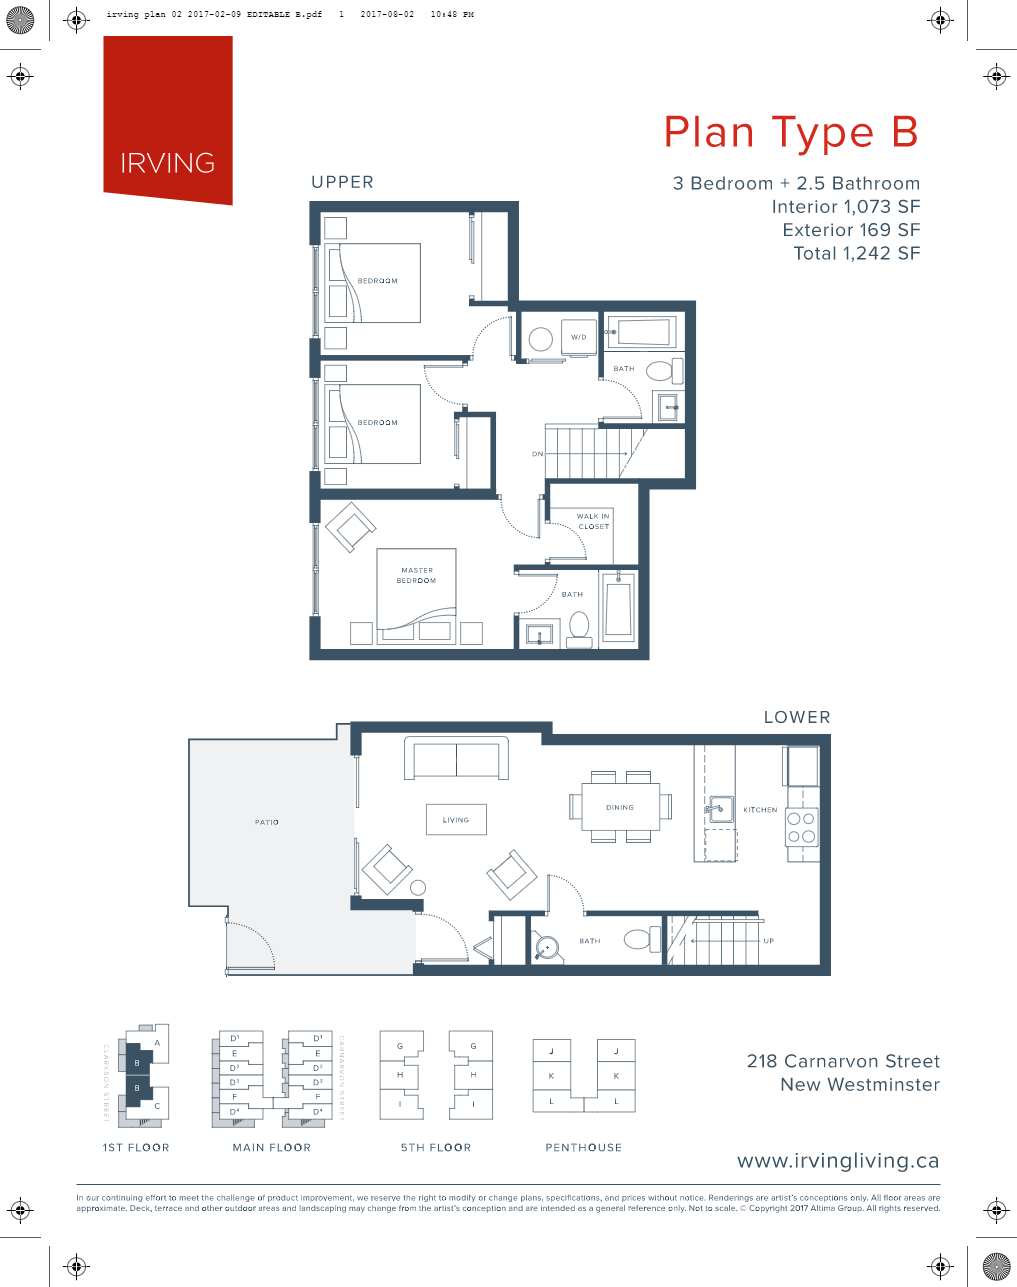 irving plan 02 2017-02-09 EDITABLE B.pdf 1 2017-08-02 10:48 PM
IRVING
Plan Type B
3 Bedroom + 2.5 Bathroom
Interior 1,073 SF
Exterior 169 SF
Total 1,242 SF
UPPER
BEDROOM
W/D
BATH
BEDROOM
DN
WALK IN
CLOSET
MASTER
BEDROOM
BATH
LOWER
PATIO
LIVING
DINING
KITCHEN
BATH
UP
CLARKSON STREET
A
B
B
C
1ST FLOOR
D1 D1
E E
D2 D2
D3 D3
F F
D4 D4
CARNARVON STREET
MAIN FLOOR
G G
H H
I I
5TH FLOOR
J J
K K
L L
PENTHOUSE
218 Carnarvon Street
New Westminster
www.irvingliving.ca
In our continuing effort to meet the challenge of product improvement, we reserve the right to modify or change plans, specifications, and prices without notice. Renderings are artist's conceptions only. All floor areas are
approximate. Deck, terrace and other outdoor areas and landscaping may change from the artist's conception and are intended as a general reference only. Not to scale. © Copyright 2017 Altima Group. All rights reserved.